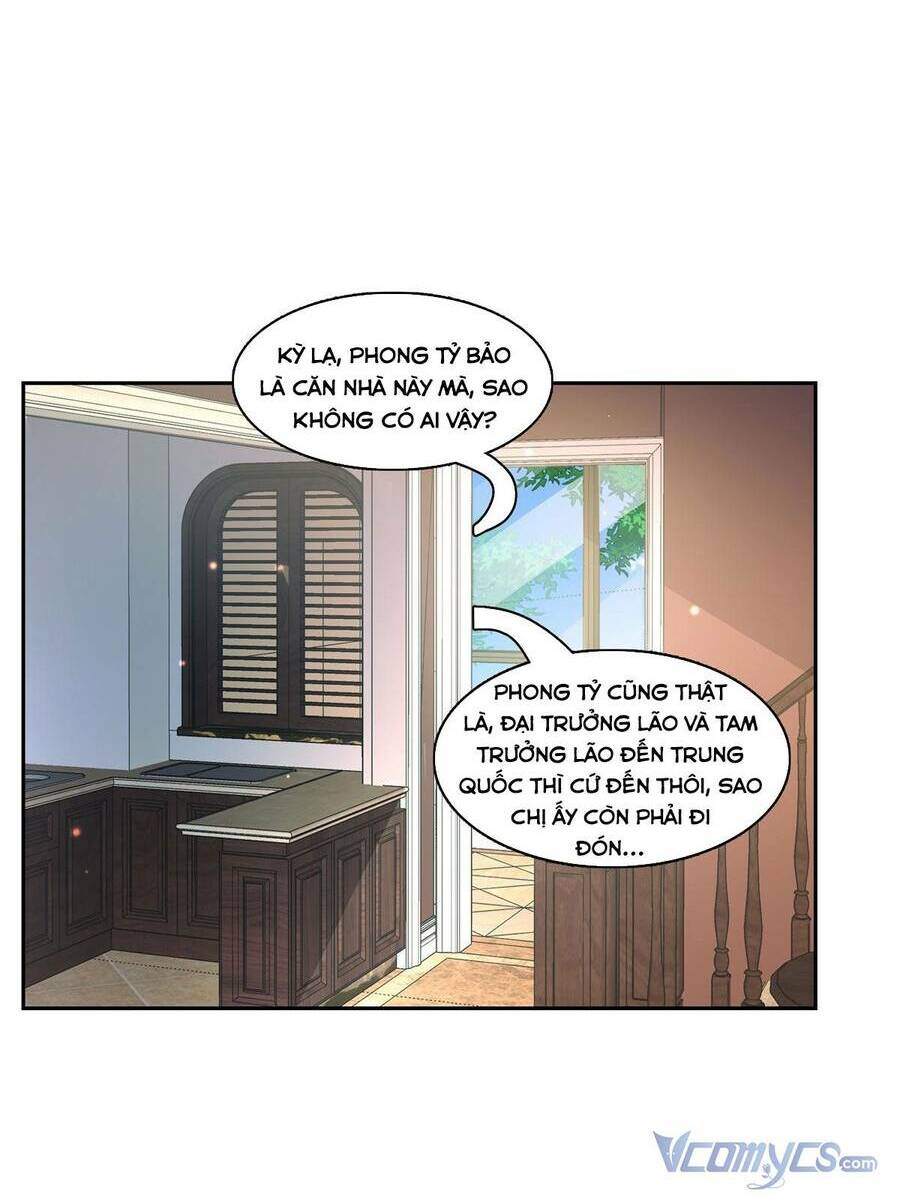 KỲ LẠ, PHONG TỶ BẢO
LÀ CĂN NHÀ NÀY MÀ, SAO
KHÔNG CÓ AI VẬY?
PHONG TỶ CŨNG THẬT
LÀ, ĐẠI TRƯỞNG LÃO VÀ TAM
TRƯỞNG LÃO ĐẾN TRUNG
QUỐC THÌ CỨ ĐẾN THÔI, SAO
CHỊ ẤY CÒN PHẢI ĐI
ĐÓN...
VCOMYCS.com